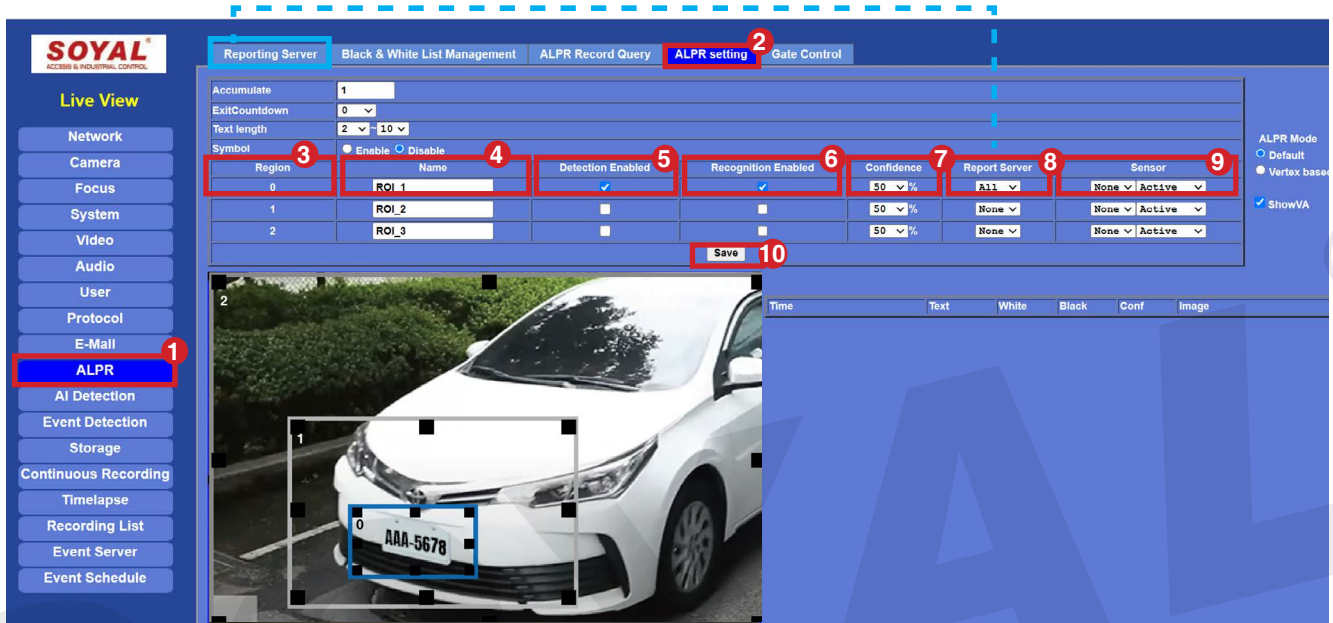 SOYAL®
ACCESS & INDUSTRIAL CONTROL
Live View
Network
Camera
Focus
System
Video
Audio
User
Protocol
E-Mail
1
ALPR
AI Detection
Event Detection
Storage
Continuous Recording
Timelapse
Recording List
Event Server
Event Schedule
Reporting Server Black & White List Management ALPR Record Query ALPR setting 2 Gate Control
Accumulate 1
ExitCountdown 0
Text length 2 ~ 10
Symbol Enable Disable
3 4 5 6 7 8 9
Region Name Detection Enabled Recognition Enabled Confidence Report Server Sensor
0 ROI_1 50 % All None Active
1 ROI_2 50 % None None Active
2 ROI_3 50 % None None Active
Save 10
ALPR Mode
Default
Vertex based
ShowVA
2
1
0
AAA-5678
Time Text White Black Conf Image